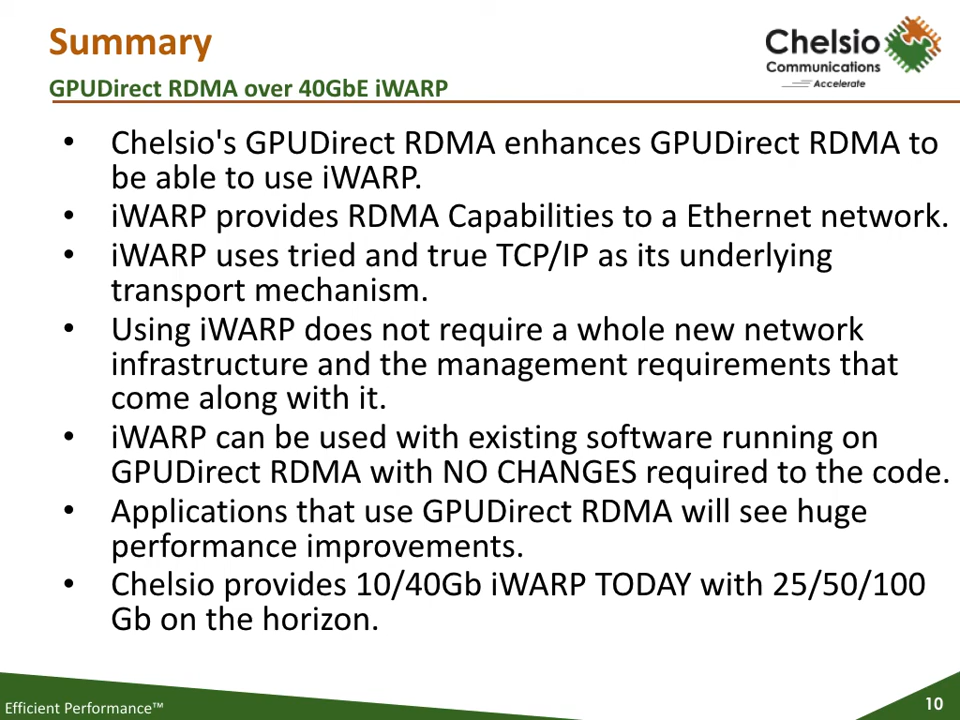 Summary
GPUDirect RDMA over 40GbE iWARP
Chelsio
Communications
Accelerate
• Chelsio's GPUDirect RDMA enhances GPUDirect RDMA to
be able to use iWARP.
• iWARP provides RDMA Capabilities to a Ethernet network.
• iWARP uses tried and true TCP/IP as its underlying
transport mechanism.
• Using iWARP does not require a whole new network
infrastructure and the management requirements that
come along with it.
• iWARP can be used with existing software running on
GPUDirect RDMA with NO CHANGES required to the code.
• Applications that use GPUDirect RDMA will see huge
performance improvements.
• Chelsio provides 10/40Gb iWARP TODAY with 25/50/100
Gb on the horizon.
Efficient Performance™
10